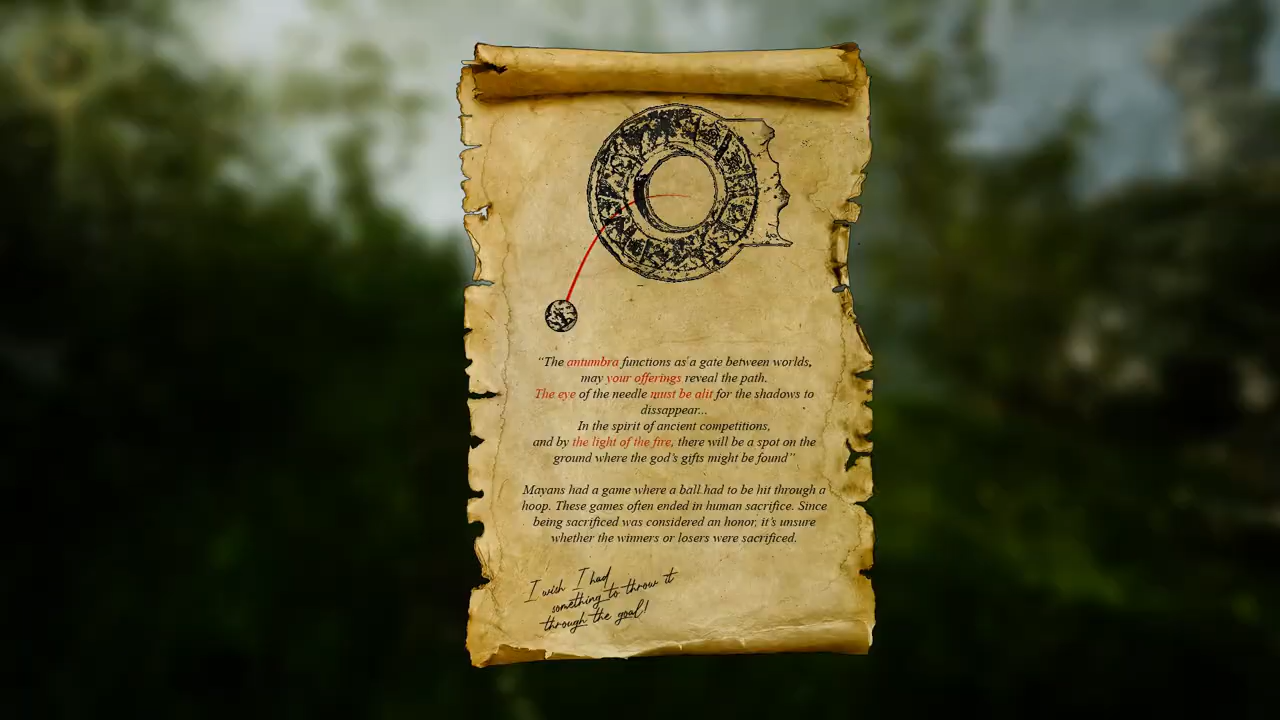 “The antumbra functions as a gate between worlds,
may your offerings reveal the path.
The eye of the needle must be alit for the shadows to
dissappear...
In the spirit of ancient competitions,
and by the light of the fire, there will be a spot on the
ground where the god's gifts might be found”
Mayans had a game where a ball had to be hit through a
hoop. These games often ended in human sacrifice. Since
being sacrificed was considered an honor, it's unsure
whether the winners or losers were sacrificed.
I wish I had
something to throw it
through the goal!